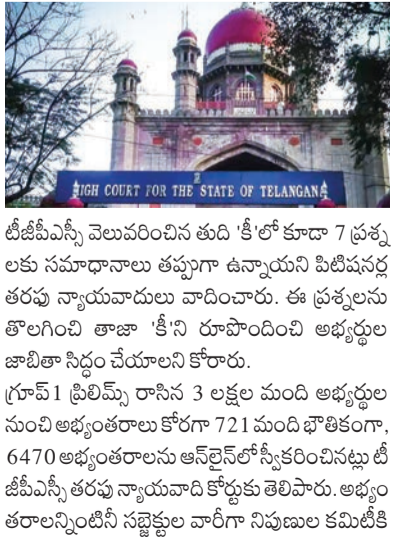 HIGH COURT FOR THE STATE OF TELANGANA
టీజీపీఎస్సీ వెలువరించిన తుది 'కీ'లో కూడా 7 ప్రశ్న
లకు సమాధానాలు తప్పుగా ఉన్నాయని పిటిషనర్ల
తరఫు న్యాయవాదులు వాదించారు. ఈ ప్రశ్నలను
తొలగించి తాజా 'కీ'ని రూపొందించి అభ్యర్థుల
జాబితా సిద్ధం చేయాలని కోరారు.
గ్రూప్1 ప్రిలిమ్స్ రాసిన 3 లక్షల మంది అభ్యర్థుల
నుంచి అభ్యంతరాలు కోరగా 721 మంది భౌతికంగా,
6470 అభ్యంతరాలను ఆన్‌లైన్‌లో స్వీకరించినట్లు టీ
జీపీఎస్సీ తరఫు న్యాయవాది కోర్టుకు తెలిపారు. అభ్యం
తరాలన్నింటినీ సబ్జెక్టుల వారీగా నిపుణుల కమిటీకి